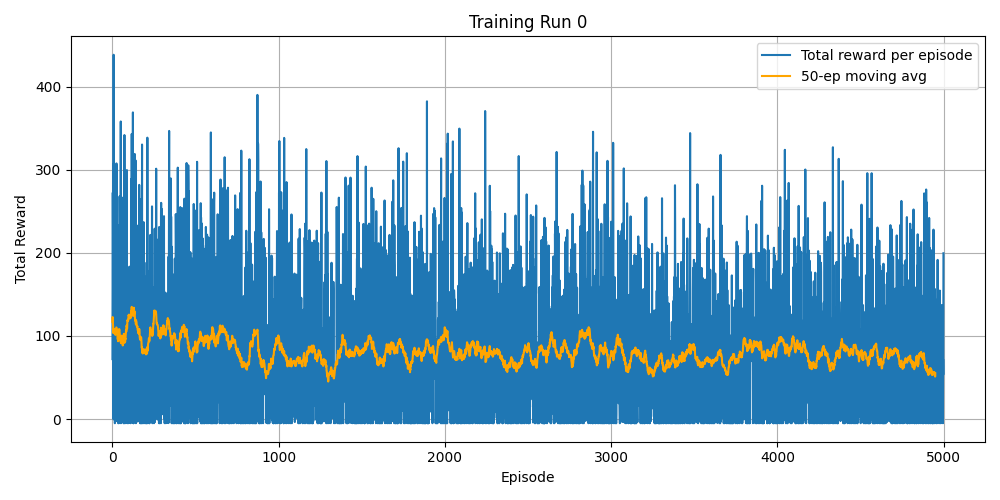 Training Run 0
Total reward per episode
50-ep moving avg
Total Reward
400
300
200
100
0
0 1000 2000 3000 4000 5000
Episode